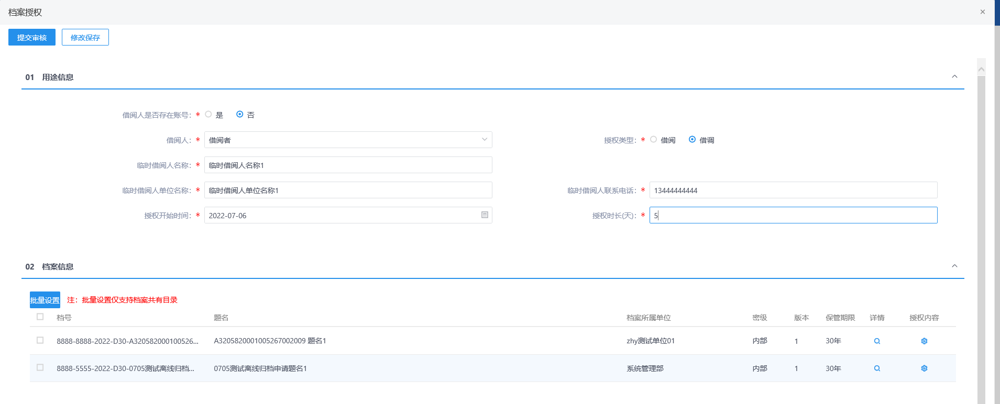 档案授权
提交审核 修改保存
01 用途信息
借阅人是否存在账号: * 是 否
借阅人: * 借阅者 授权类型: * 借阅 借调
临时借阅人名称: * 临时借阅人名称1
临时借阅人单位名称: * 临时借阅人单位名称1 临时借阅人联系电话: * 13444444444
授权开始时间: * 2022-07-06 授权时长(天): * 5
02 档案信息
批量设置 注：批量设置仅支持档案共有目录
档号 题名 档案所属单位 密级 版本 保管期限 详情 授权内容
8888-8888-2022-D30-A320582000100526... A3205820001005267002009 题名1 zhy测试单位01 内部 1 30年
8888-5555-2022-D30-0705测试离线归档... 0705测试离线归档申请题名1 系统管理部 内部 1 30年